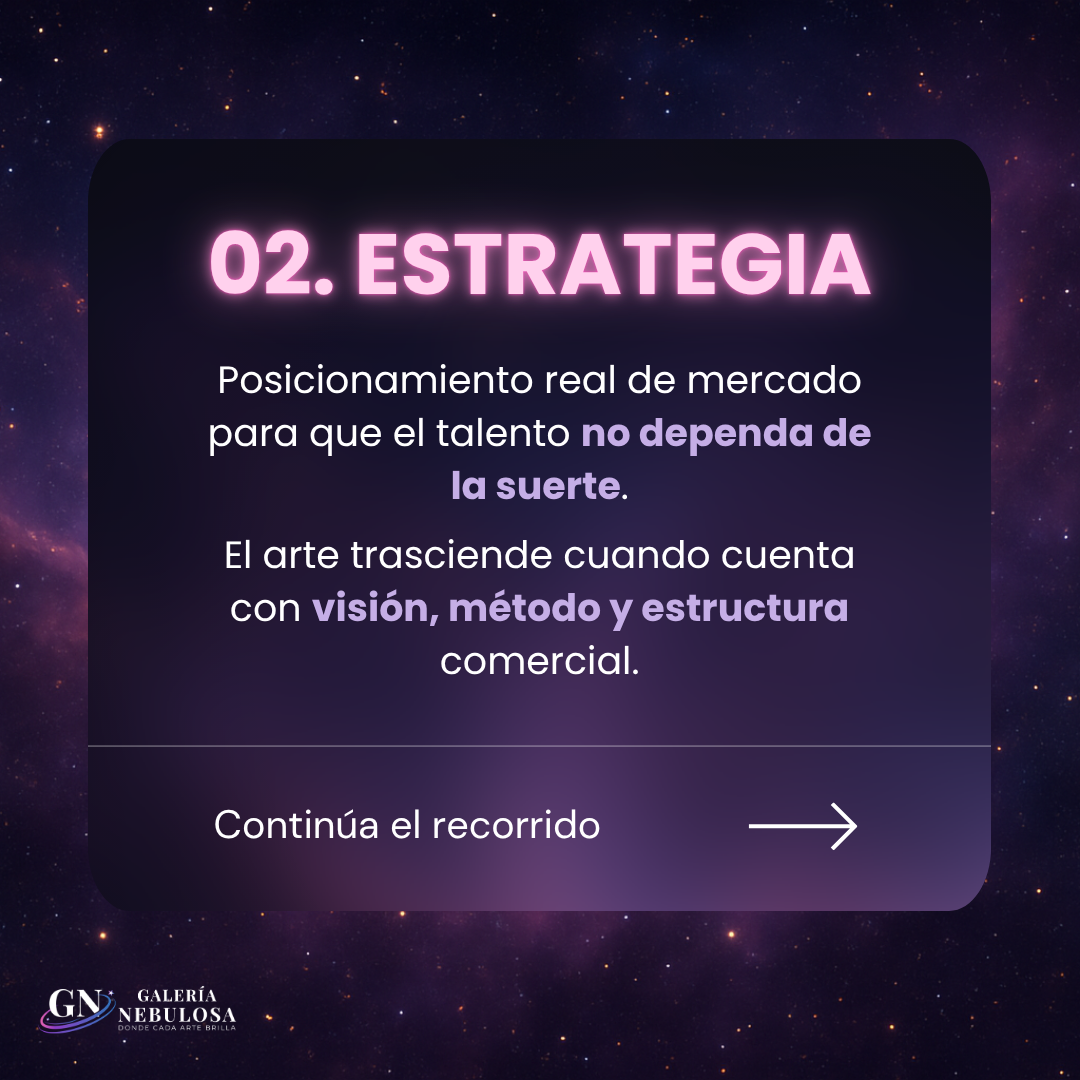 02. ESTRATEGIA
Posicionamiento real de mercado
para que el talento no dependa de
la suerte.
El arte trasciende cuando cuenta
con visión, método y estructura
comercial.
Continúa el recorrido
GN
GALERÍA
NEBULOSA
DONDE CADA ARTE BRILLA